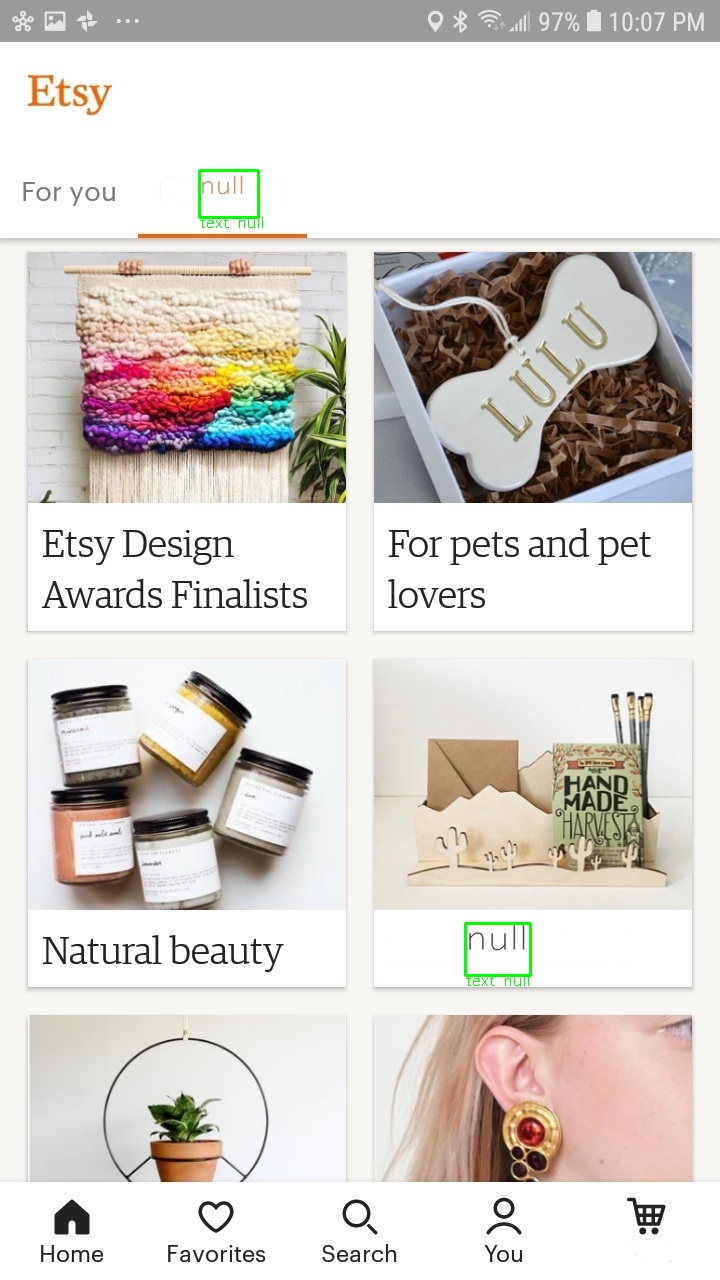 97% 10:07 PM
Etsy
For you
null
text null
LULU
Etsy Design
Awards Finalists
For pets and pet
lovers
THE
HAND
MADE
HARVEST
Natural beauty
null
text null
Home Favorites Search You